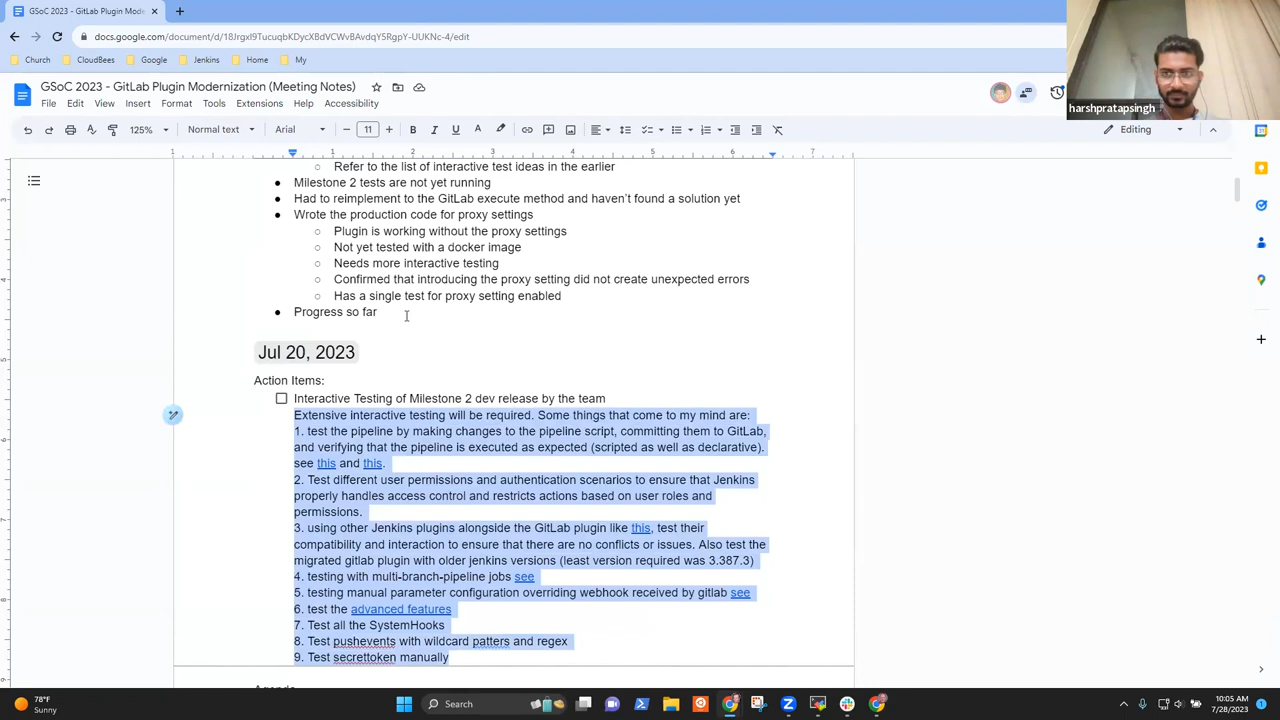 GSoC 2023 - GitLab Plugin Mode
docs.google.com/document/d/18Jrgxl9TucuqbKDycXBdVCWvBAvdqY5RgpY-UUKNc-4/edit
Church
CloudBees
Google
Jenkins
Home
My
harshpratapsingh
GSoC 2023 - GitLab Plugin Modernization (Meeting Notes)
File Edit View Insert Format Tools Extensions Help Accessibility
125% Normal text Arial 11 Editing
1 1 2 3 4 5 6 7
Refer to the list of interactive test ideas in the earlier
Milestone 2 tests are not yet running
Had to reimplement to the GitLab execute method and haven't found a solution yet
Wrote the production code for proxy settings
Plugin is working without the proxy settings
Not yet tested with a docker image
Needs more interactive testing
Confirmed that introducing the proxy setting did not create unexpected errors
Has a single test for proxy setting enabled
Progress so far
Jul 20, 2023
Action Items:
Interactive Testing of Milestone 2 dev release by the team
Extensive interactive testing will be required. Some things that come to my mind are:
1. test the pipeline by making changes to the pipeline script, committing them to GitLab,
and verifying that the pipeline is executed as expected (scripted as well as declarative).
see this and this.
2. Test different user permissions and authentication scenarios to ensure that Jenkins
properly handles access control and restricts actions based on user roles and
permissions.
3. using other Jenkins plugins alongside the GitLab plugin like this, test their
compatibility and interaction to ensure that there are no conflicts or issues. Also test the
migrated gitlab plugin with older jenkins versions (least version required was 3.387.3)
4. testing with multi-branch-pipeline jobs see
5. testing manual parameter configuration overriding webhook received by gitlab see
6. test the advanced features
7. Test all the SystemHooks
8. Test pushevents with wildcard patters and regex
9. Test secrettoken manually
78°F
Sunny
Search
10:05 AM
7/28/2023